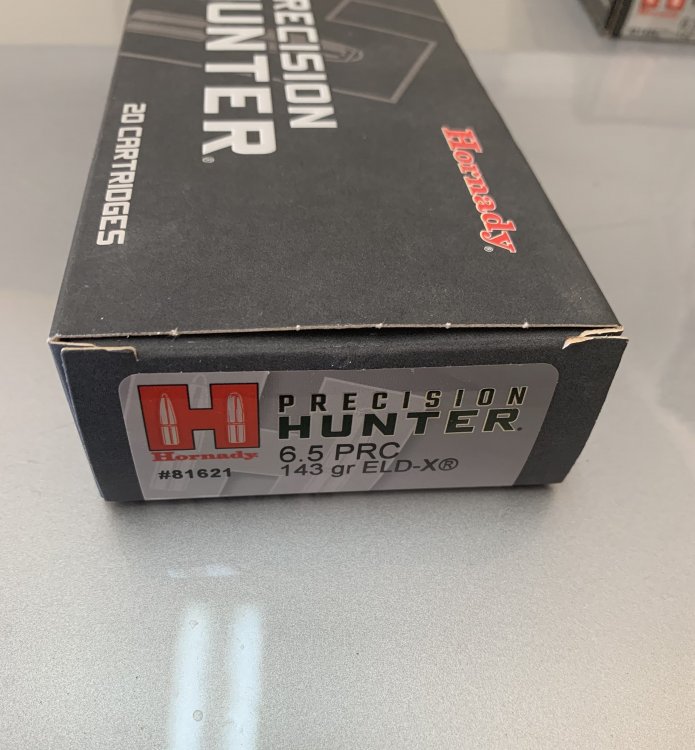 PRECISION
HUNTER®
20 CARTRIDGES
Hornady®
H
Hornady
#81621
PRECISION
HUNTER®
6.5 PRC
143 gr ELD-X®
H